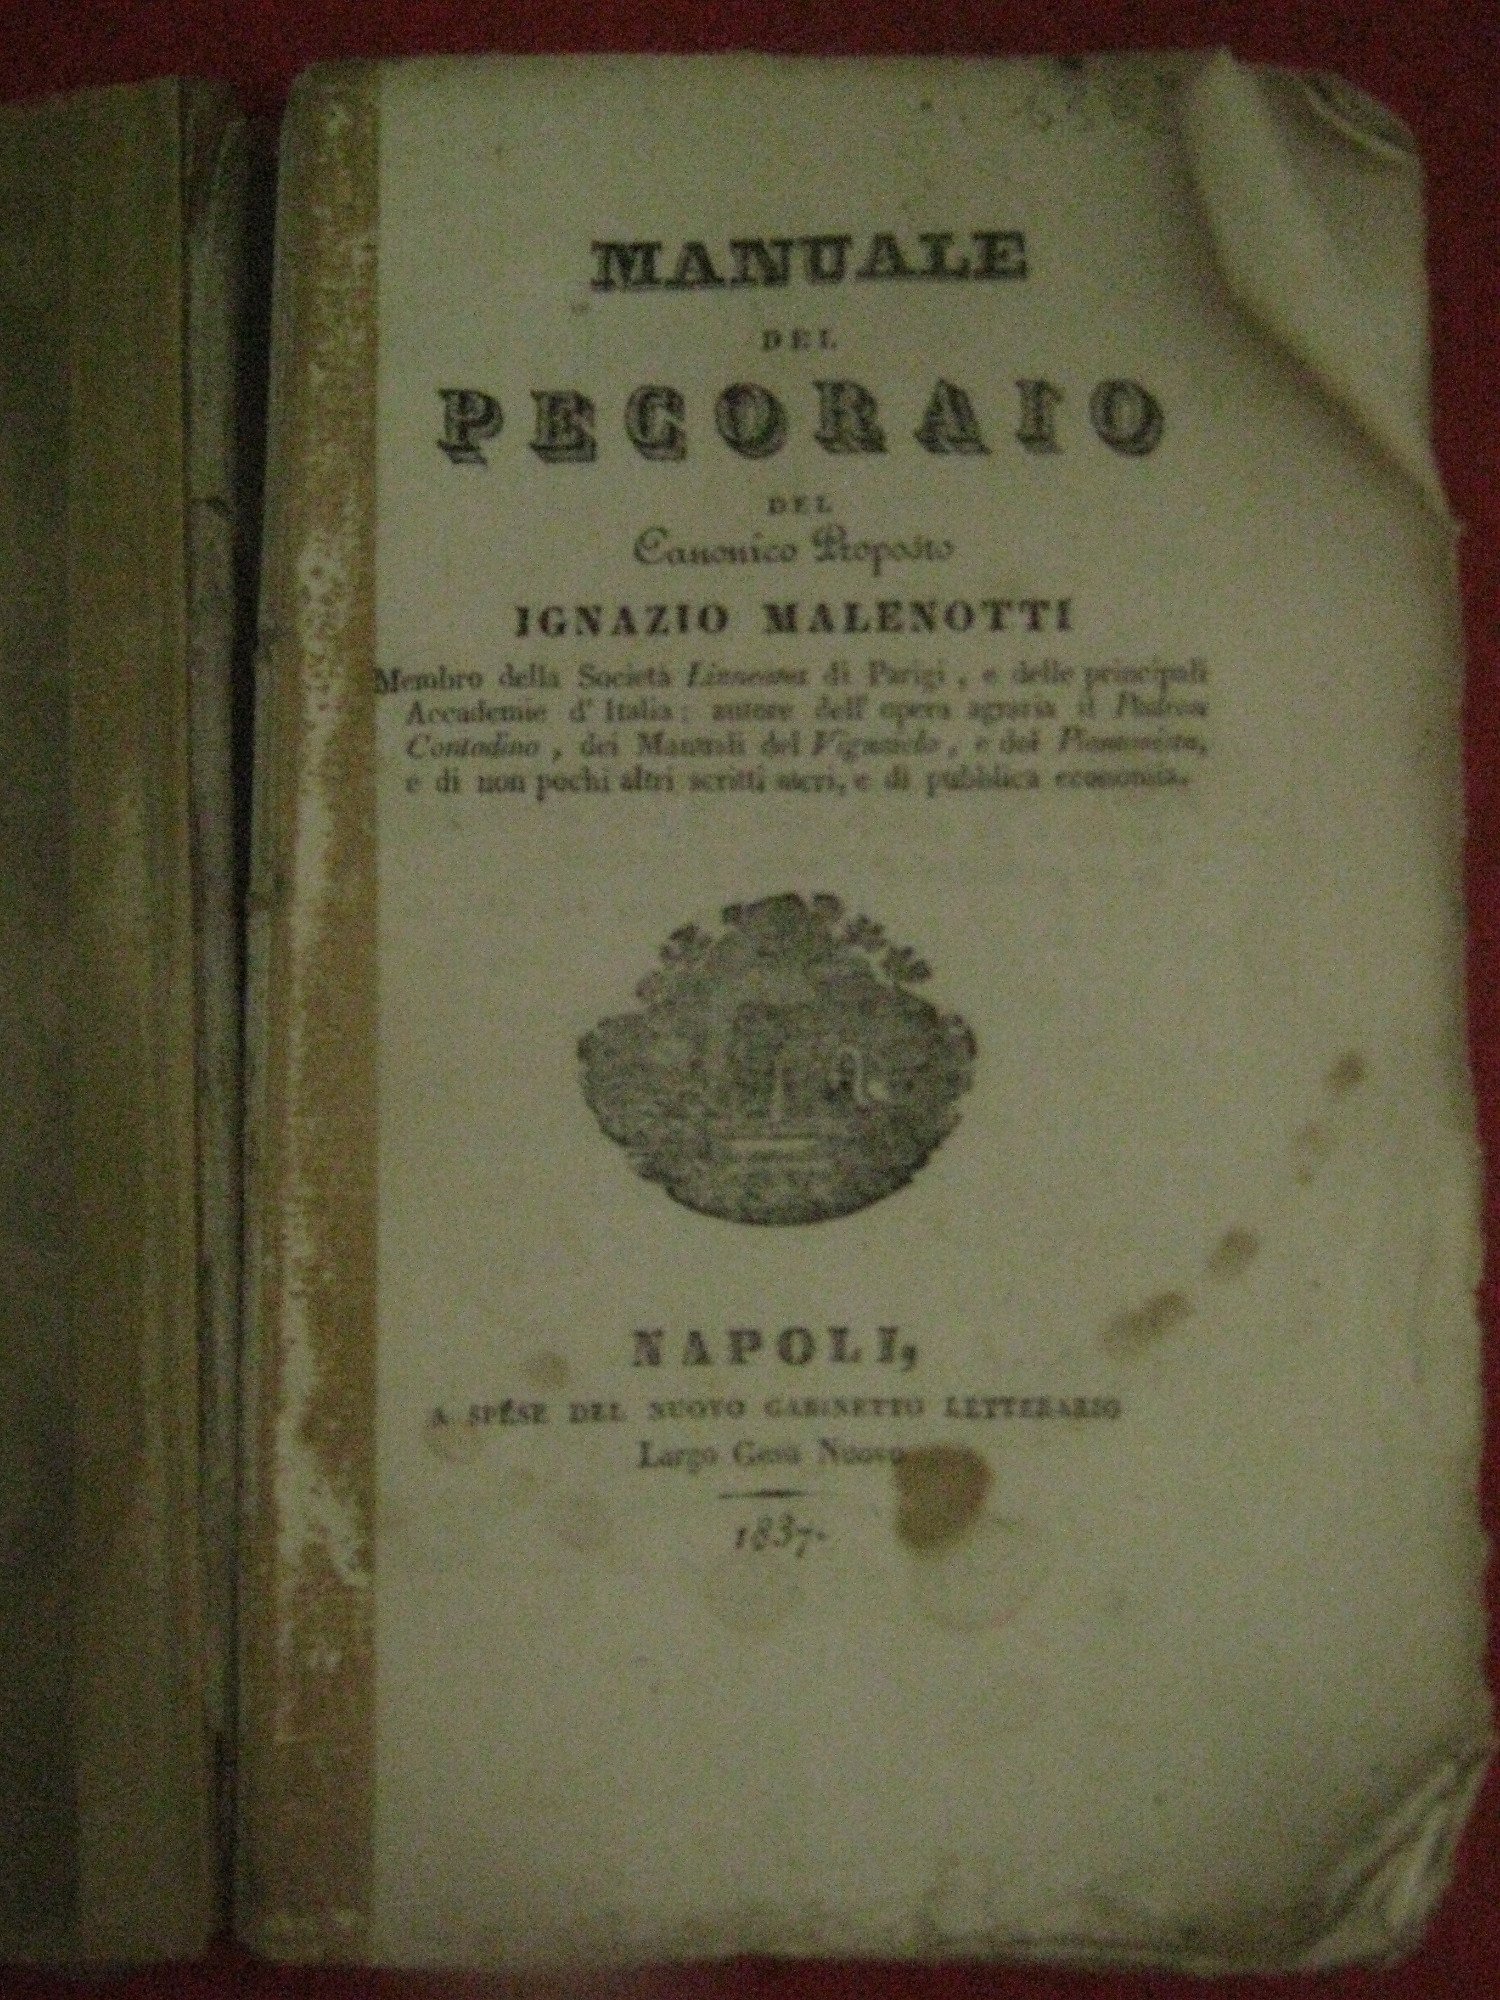 MANUALE
DEL
PECORAIO
DEL
Canonico Proposto
IGNAZIO MALENOTTI
Membro della Società Linneana di Parigi, e delle principali
Accademie d' Italia; autore dell' opera agraria il Padron
Contadino, dei Manuali del Vignaiolo, e del Piantonista,
e di non pochi altri scritti sacri, e di pubblica economia.
NAPOLI,
A SPÉSE DEL NUOVO GABINETTO LETTERARIO
Largo Gesù Nuovo
1837.